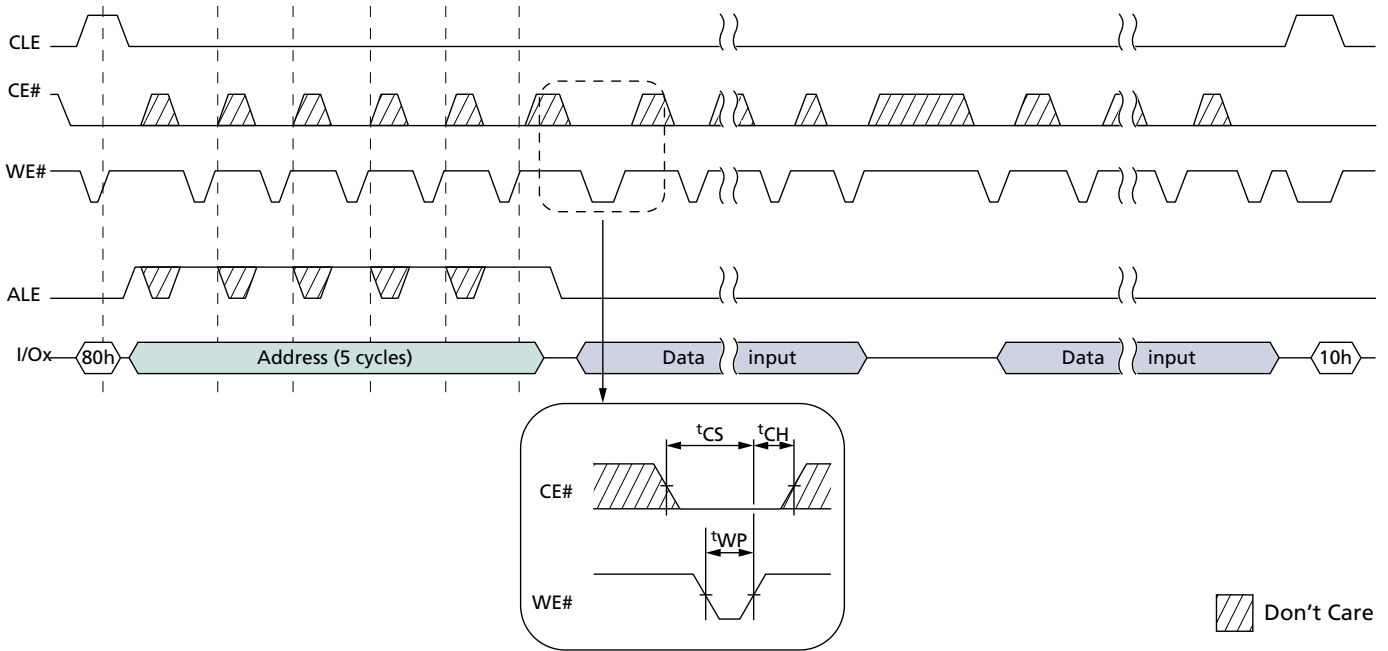 CLE
CE#
WE#
ALE
I/Ox 80h Address (5 cycles) Data input Data input 10h
tCS tCH
CE#
tWP
WE#
Don't Care